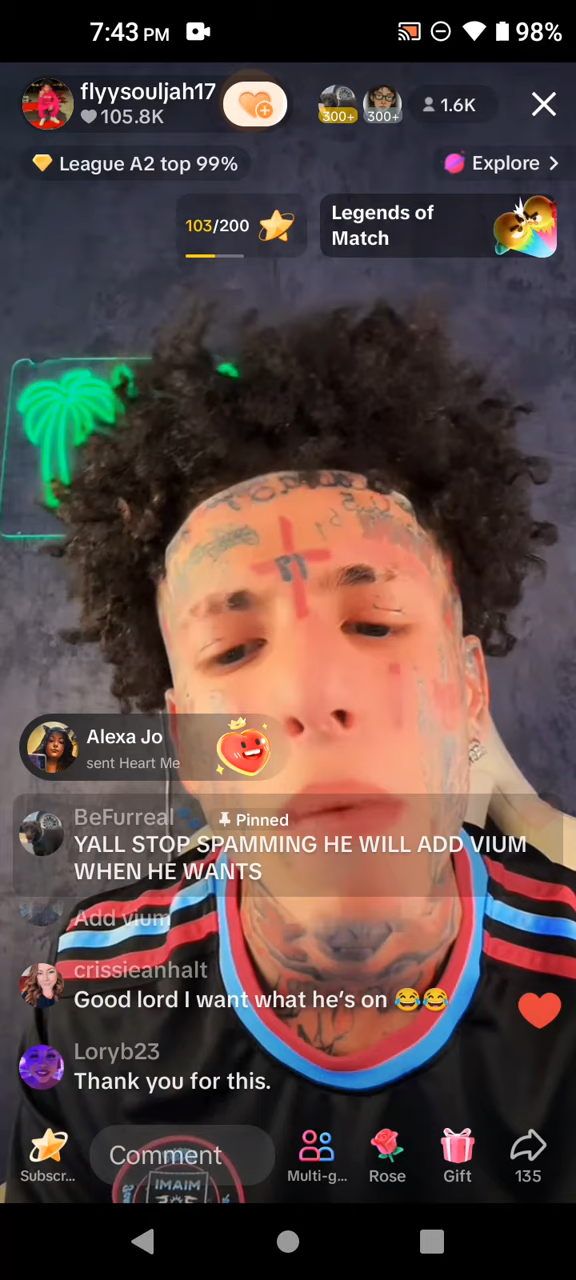 7:43 PM
98%
flyysouljah17
105.8K
300+
300+
1.6K
League A2 top 99%
Explore
103/200
Legends of
Match
Alexa Jo
sent Heart Me
BeFurreal
Pinned
YALL STOP SPAMMING HE WILL ADD VIUM
WHEN HE WANTS
Add vium
crissieanhalt
Good lord I want what he's on 😂😂
Loryb23
Thank you for this.
Subscr...
Comment
Multi-g...
Rose
Gift
135